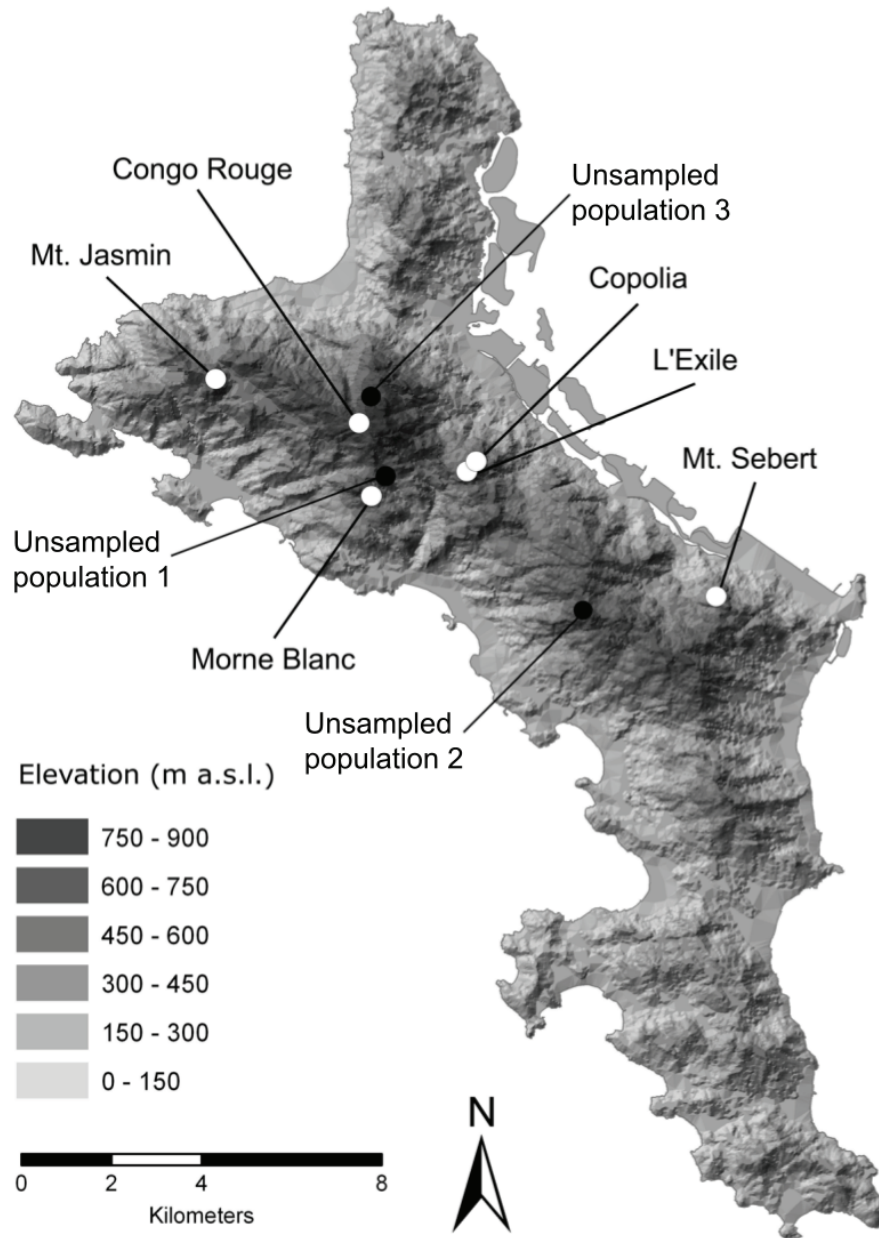 Congo Rouge
Unsampled
population 3
Mt. Jasmin
Copolia
L'Exile
Mt. Sebert
Unsampled
population 1
Morne Blanc
Unsampled
population 2
Elevation (m a.s.l.)
750 - 900
600 - 750
450 - 600
300 - 450
150 - 300
0 - 150
N
0 2 4 8
Kilometers